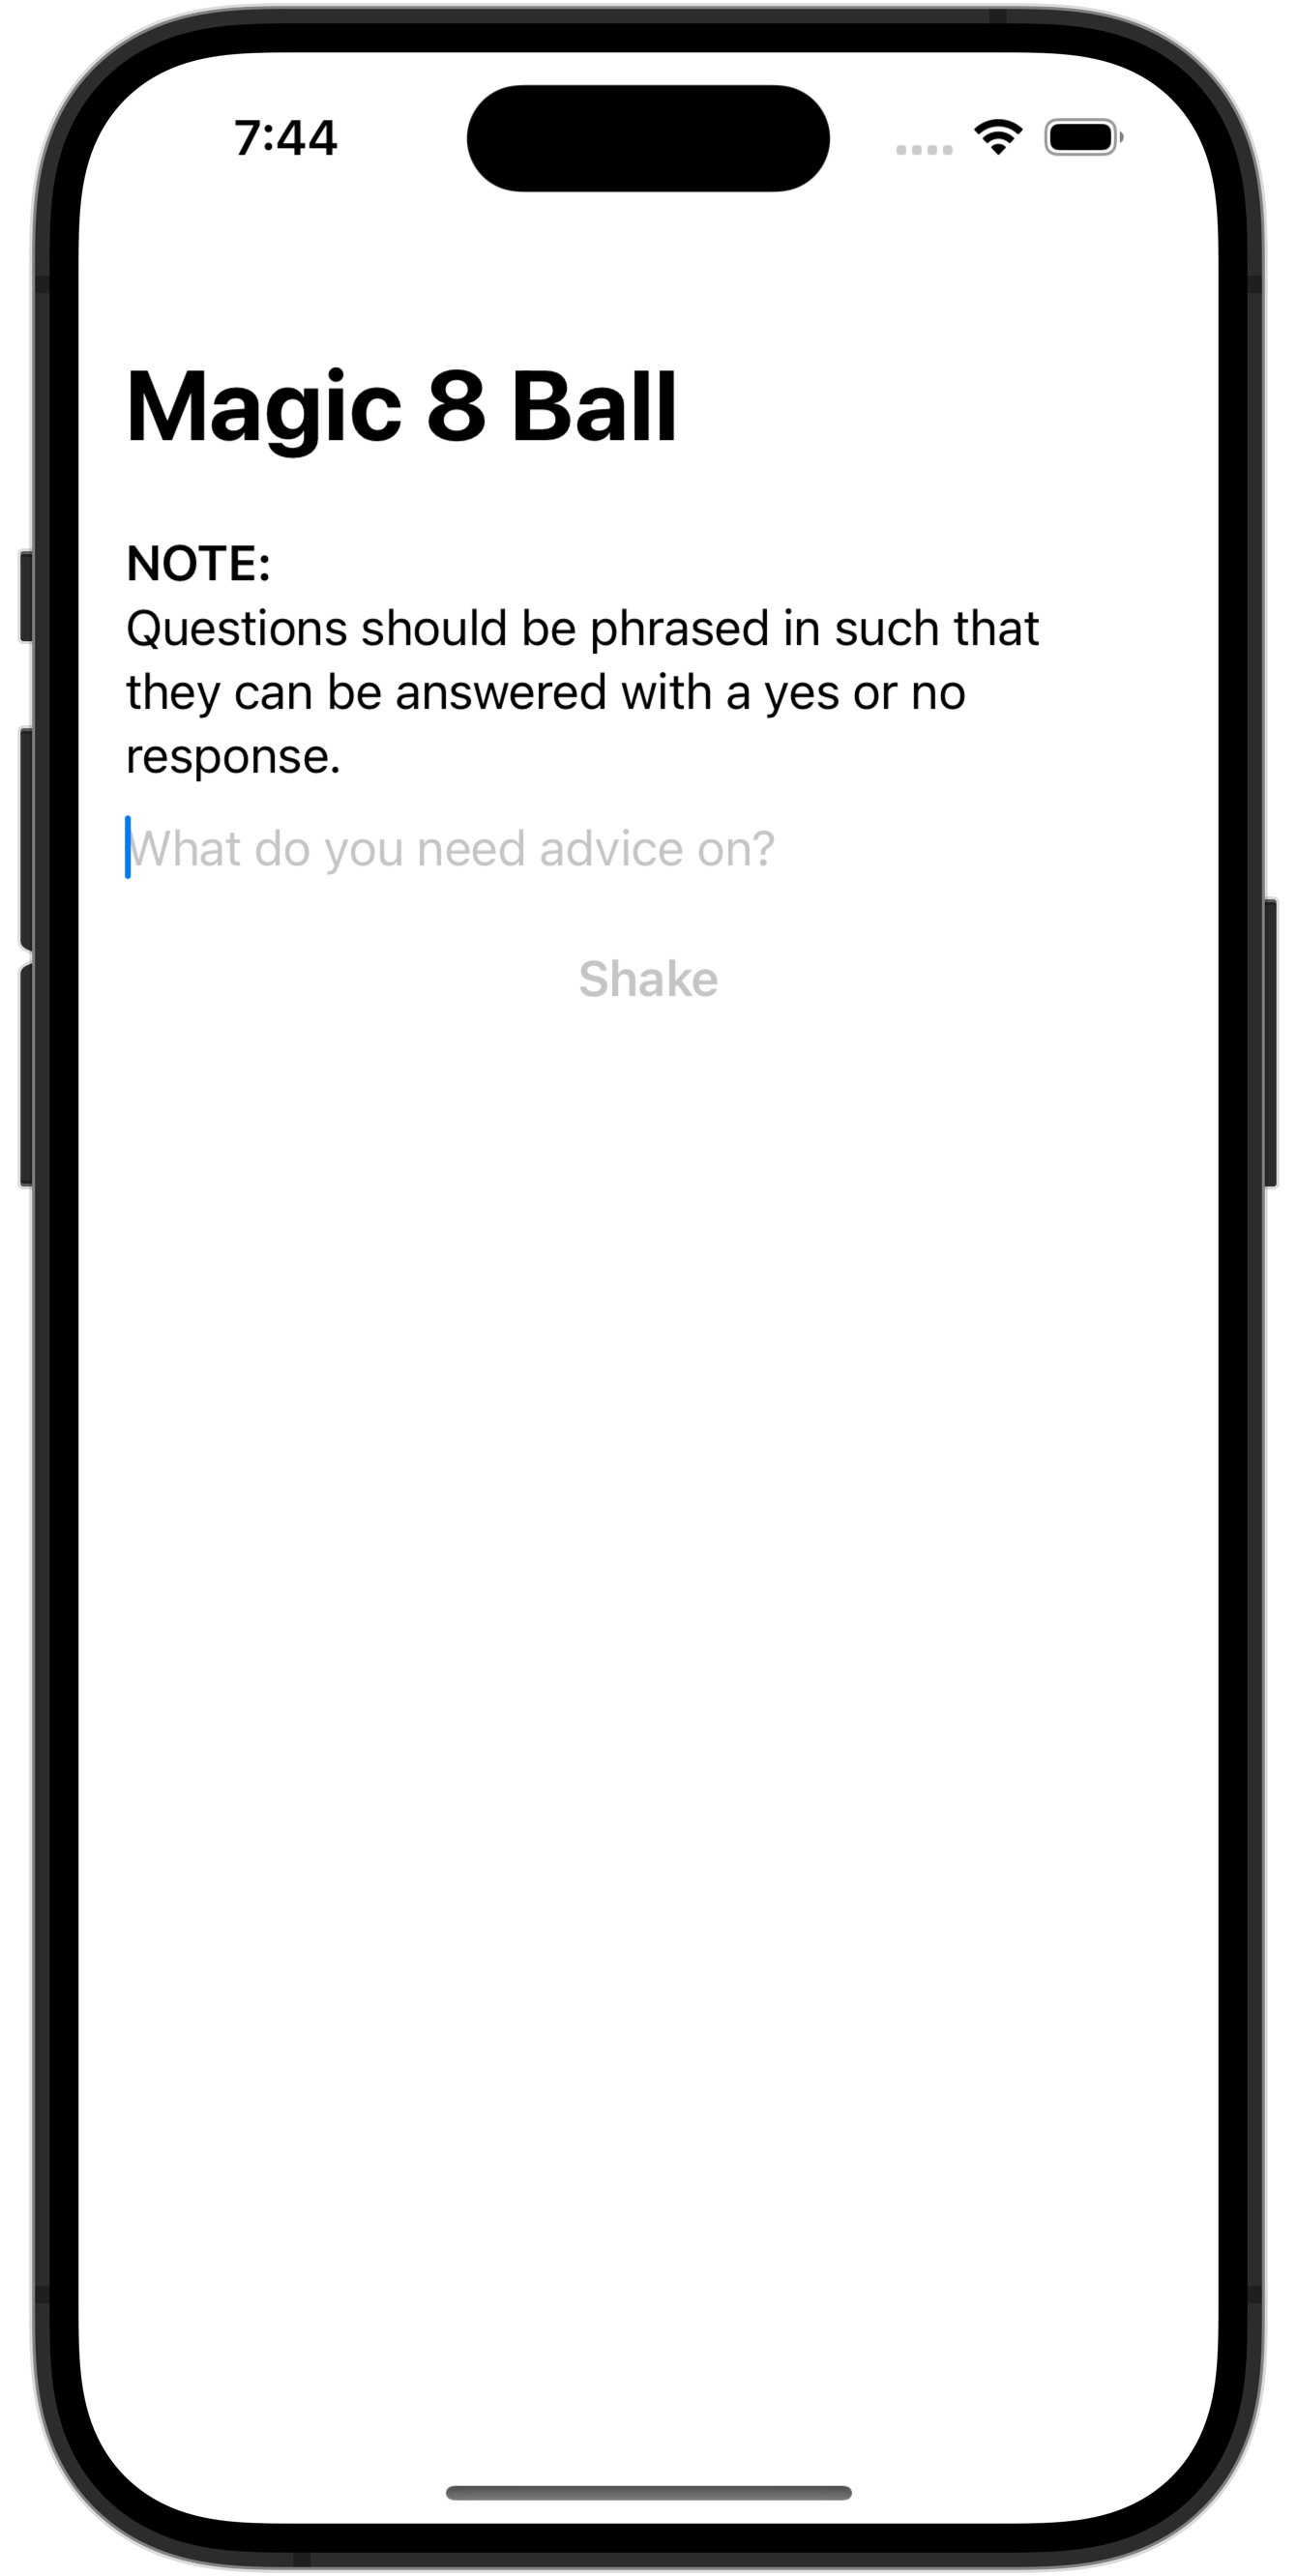 7:44
Magic 8 Ball
NOTE:
Questions should be phrased in such that
they can be answered with a yes or no
response.
What do you need advice on?
Shake